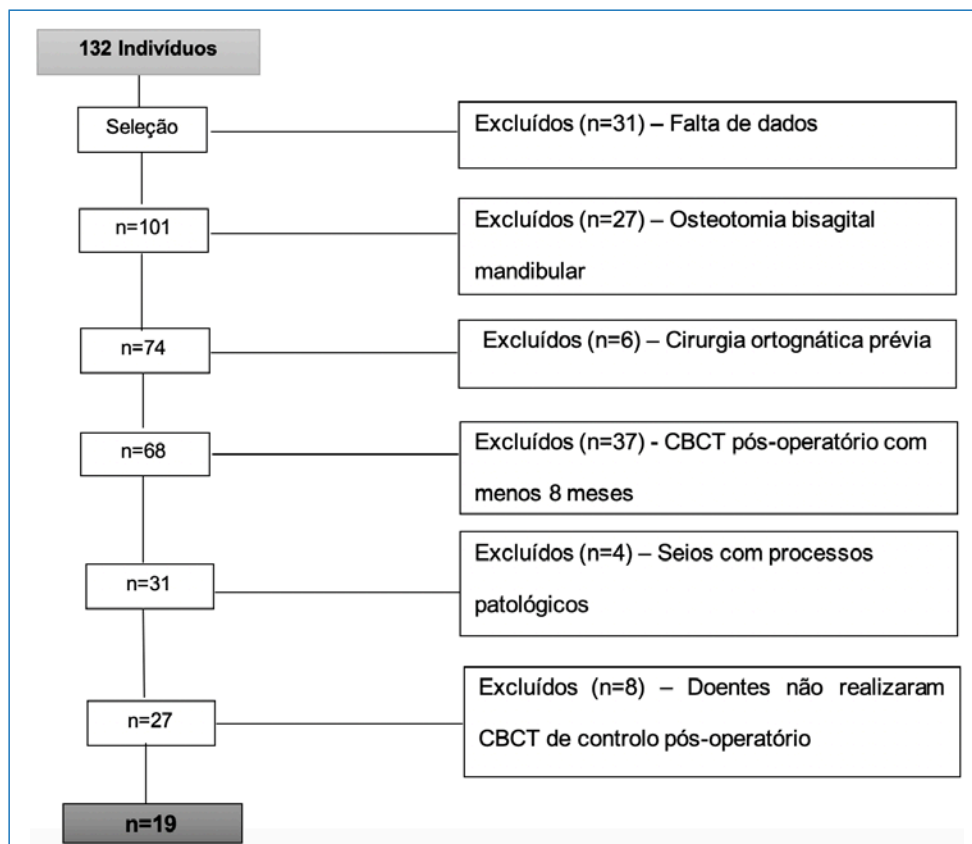 132 Indivíduos
Seleção
Excluídos (n=31) – Falta de dados
n=101
Excluídos (n=27) – Osteotomia bisagital
mandibular
n=74
Excluídos (n=6) – Cirurgia ortognática prévia
n=68
Excluídos (n=37) - CBCT pós-operatório com
menos 8 meses
n=31
Excluídos (n=4) – Seios com processos
patológicos
n=27
Excluídos (n=8) – Doentes não realizaram
CBCT de controlo pós-operatório
n=19